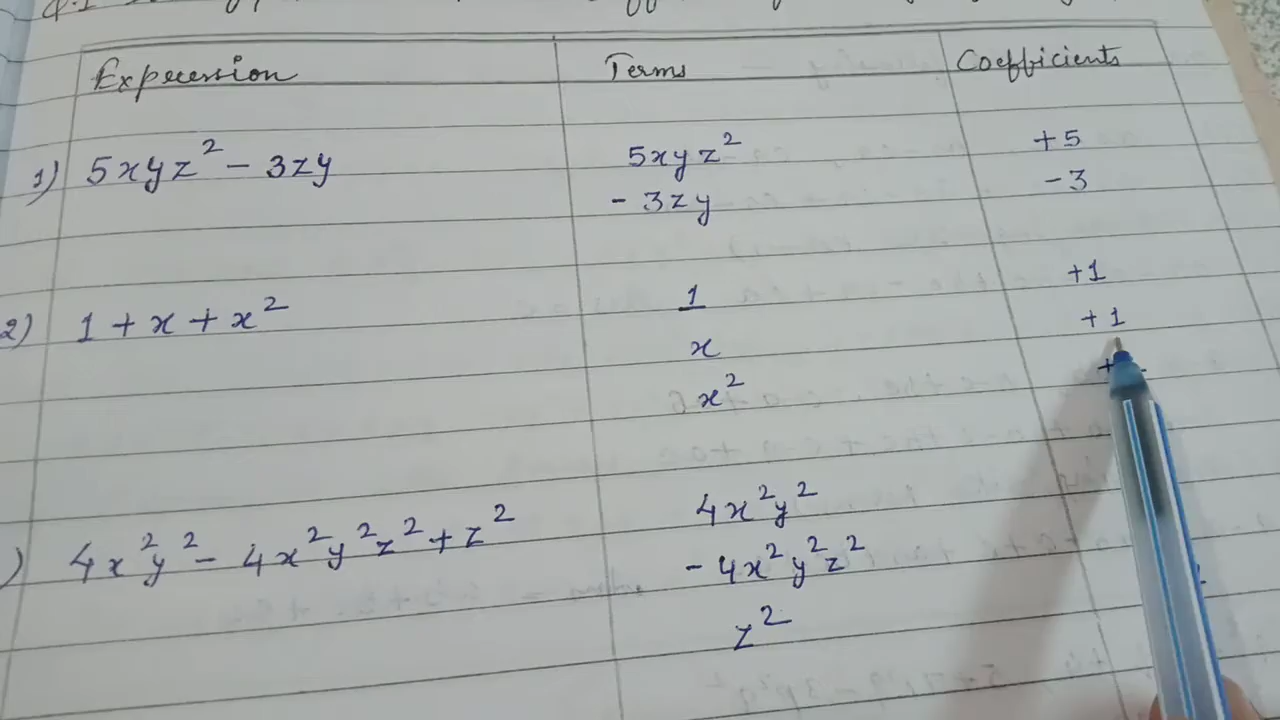 Expression Terms Coefficients
1) 5xyz² - 3zy 5xyz² +5
- 3zy -3
2) 1 + x + x² 1 +1
x +1
x² +
) 4x²y² - 4x²y²z² + z² 4x²y²
- 4x²y²z²
z²